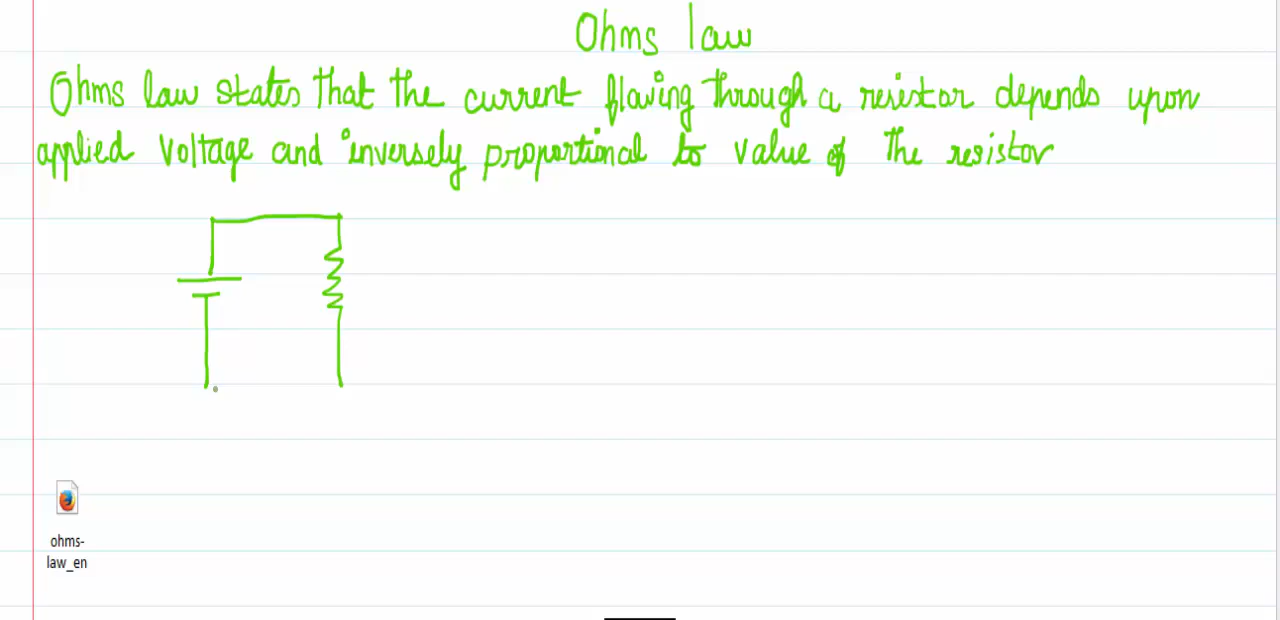 Ohms law
Ohms law states that the current flowing through a resistor depends upon
applied voltage and inversely proportional to value of the resistor
ohms-
law_en